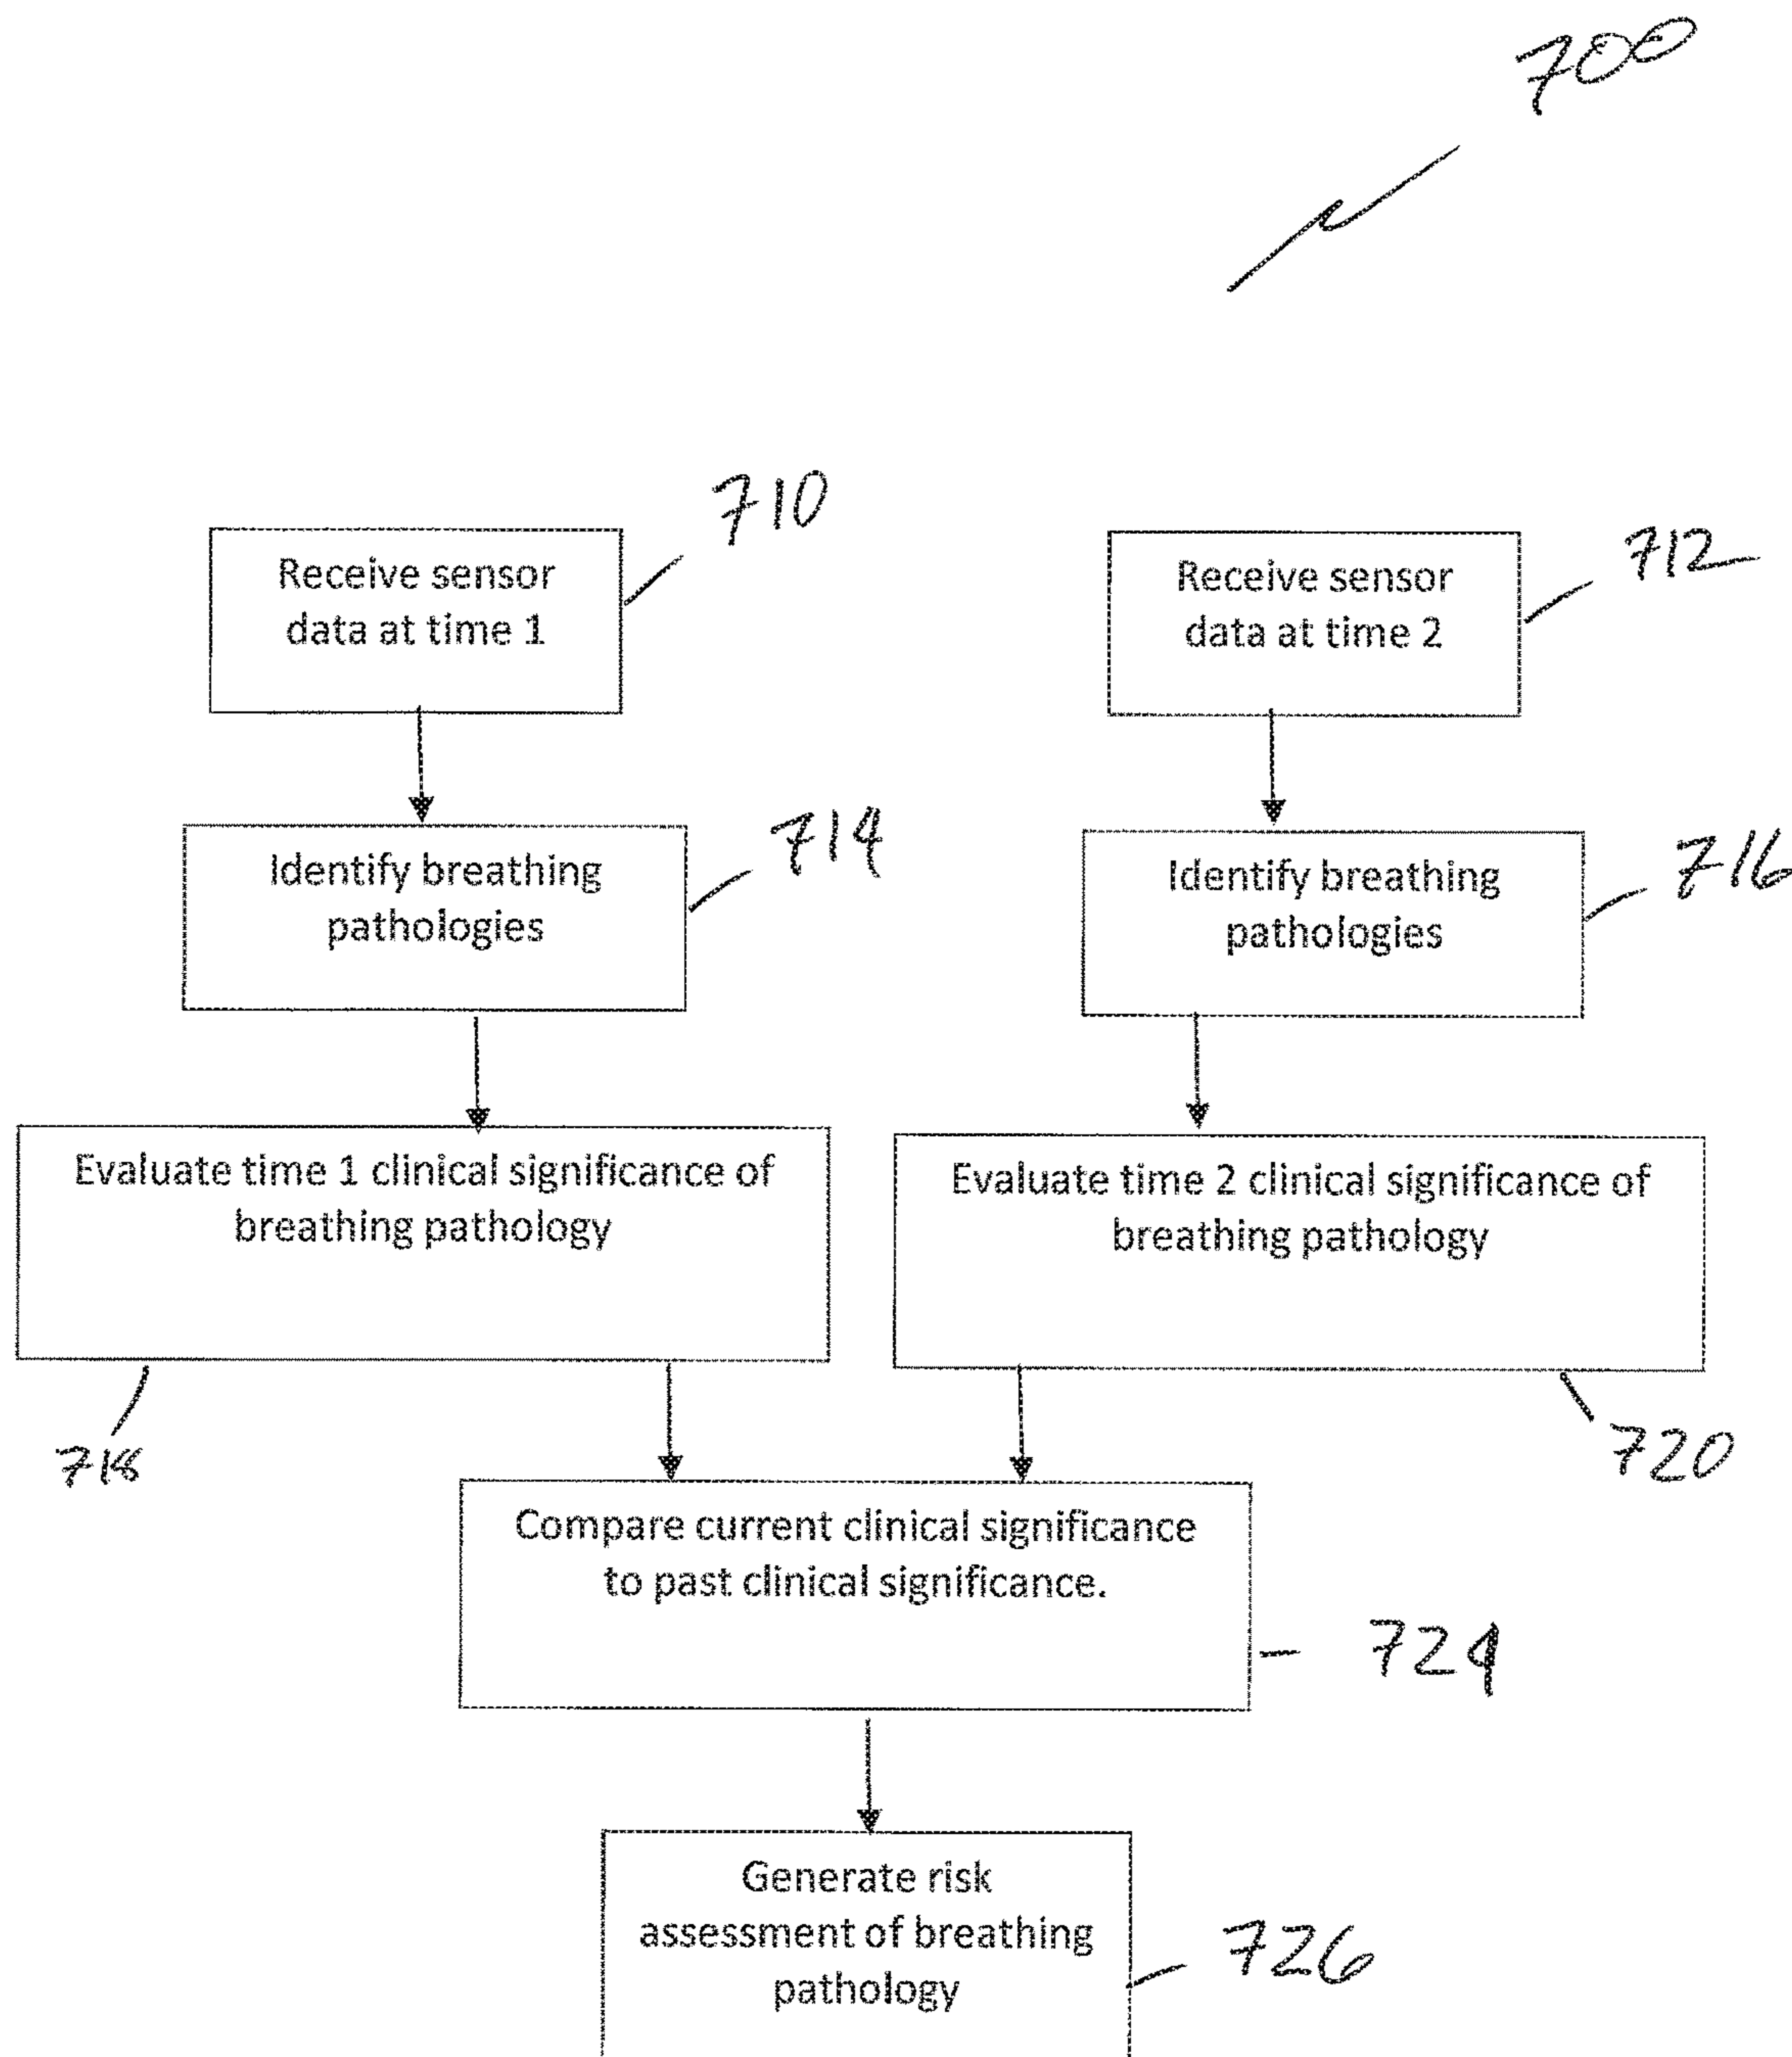 700
710
Receive sensor
data at time 1
712
Receive sensor
data at time 2
714
Identify breathing
pathologies
716
Identify breathing
pathologies
Evaluate time 1 clinical significance of
breathing pathology
Evaluate time 2 clinical significance of
breathing pathology
718
720
Compare current clinical significance
to past clinical significance.
724
Generate risk
assessment of breathing
pathology
726